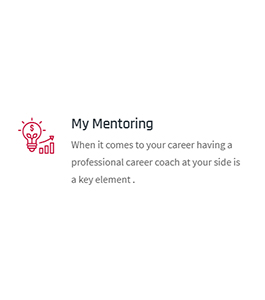 My Mentoring
When it comes to your career having a
professional career coach at your side is
a key element .